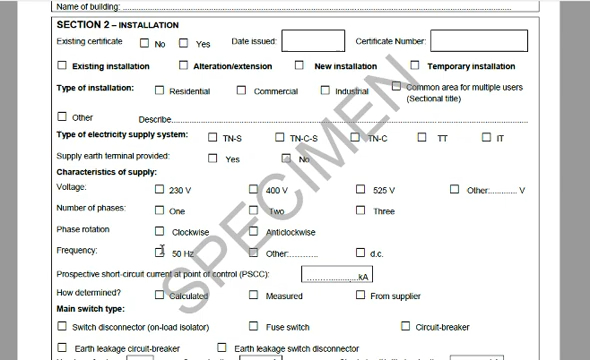 Name of building:
SECTION 2 – INSTALLATION
Existing certificate No Yes Date issued: Certificate Number:
Existing installation Alteration/extension New installation Temporary installation
Type of installation: Residential Commercial Industrial Common area for multiple users
(Sectional title)
Other Describe
Type of electricity supply system: TN-S TN-C-S TN-C TT IT
Supply earth terminal provided: Yes No
Characteristics of supply:
Voltage: 230 V 400 V 525 V Other:............ V
Number of phases: One Two Three
Phase rotation Clockwise Anticlockwise
Frequency: 50 Hz Other:............ d.c.
Prospective short-circuit current at point of control (PSCC): ..................kA
How determined? Calculated Measured From supplier
Main switch type:
Switch disconnector (on-load isolator) Fuse switch Circuit-breaker
Earth leakage circuit-breaker Earth leakage switch disconnector
SPECIMEN